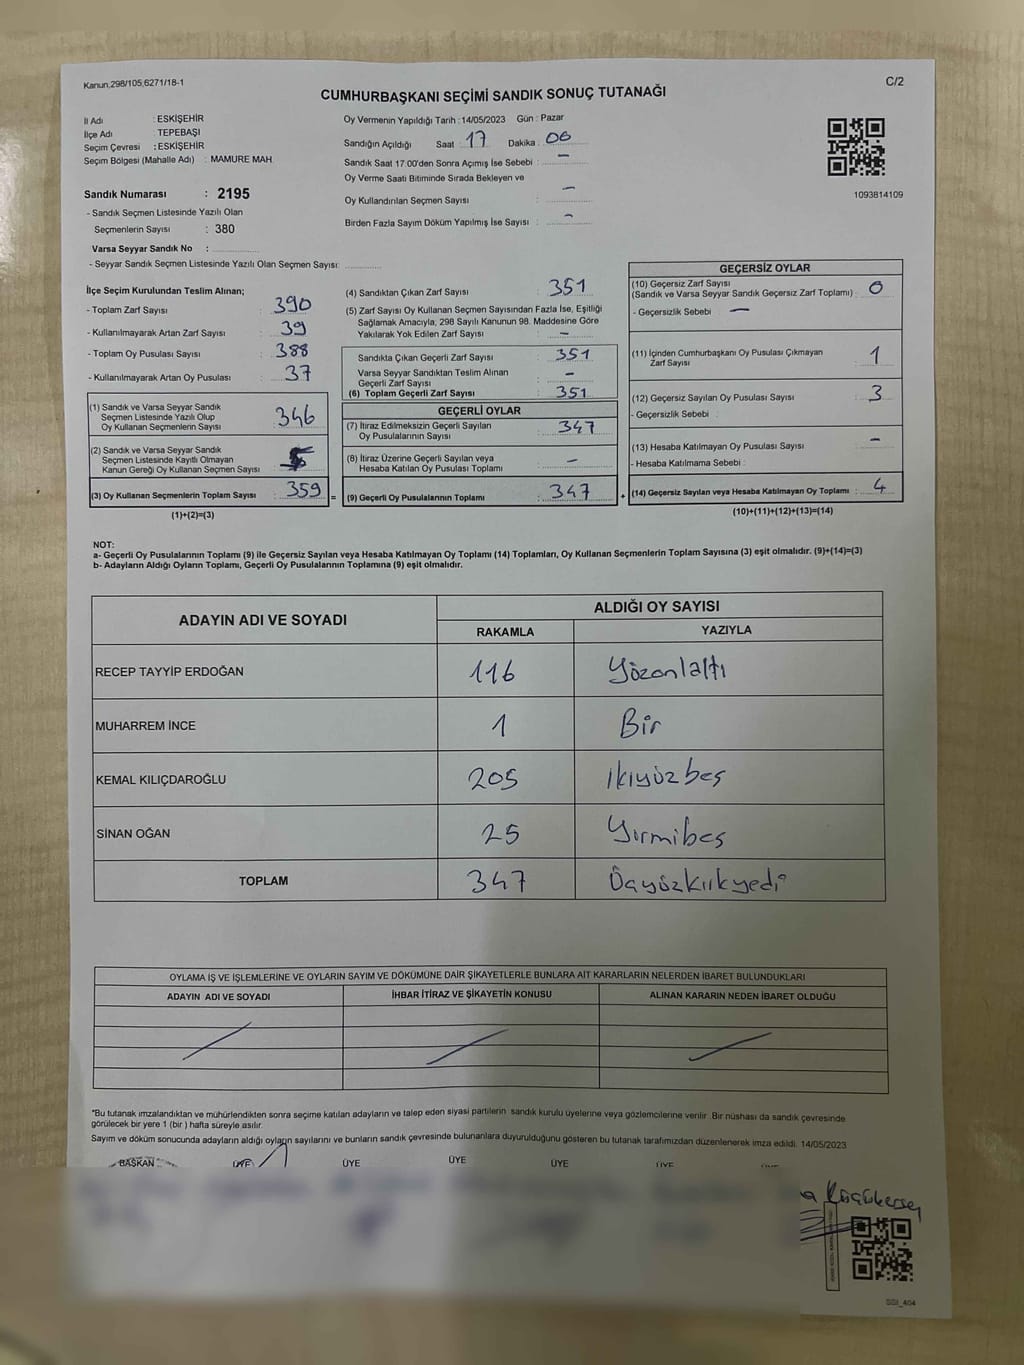 Kanun;298/105;6271/18-1
C/2
CUMHURBAŞKANI SEÇİMİ SANDIK SONUÇ TUTANAĞI
İl Adı : ESKİŞEHİR
İlçe Adı : TEPEBAŞI
Seçim Çevresi : ESKİŞEHİR
Seçim Bölgesi (Mahalle Adı) : MAMURE MAH.
Sandık Numarası : 2195
- Sandık Seçmen Listesinde Yazılı Olan
Seçmenlerin Sayısı : 380
Varsa Seyyar Sandık No :
- Seyyar Sandık Seçmen Listesinde Yazılı Olan Seçmen Sayısı:
Oy Vermenin Yapıldığı Tarih : 14/05/2023 Gün : Pazar
Sandığın Açıldığı Saat : 17 Dakika : 06
Sandık Saat 17:00'den Sonra Açımış İse Sebebi : –
Oy Verme Saati Bitiminde Sırada Bekleyen ve
Oy Kullandırılan Seçmen Sayısı : –
Birden Fazla Sayım Döküm Yapılmış İse Sayısı : –
1093814109
İlçe Seçim Kurulundan Teslim Alınan;
- Toplam Zarf Sayısı : 390
- Kullanılmayarak Artan Zarf Sayısı : 39
- Toplam Oy Pusulası Sayısı : 388
- Kullanılmayarak Artan Oy Pusulası : 37
(1) Sandık ve Varsa Seyyar Sandık
Seçmen Listesinde Yazılı Olup
Oy Kullanan Seçmenlerin Sayısı : 346
(2) Sandık ve Varsa Seyyar Sandık
Seçmen Listesinde Kayıtlı Olmayan
Kanun Gereği Oy Kullanan Seçmen Sayısı : 5
(3) Oy Kullanan Seçmenlerin Toplam Sayısı : 359 =
(1)+(2)=(3)
(4) Sandıktan Çıkan Zarf Sayısı : 351
(5) Zarf Sayısı Oy Kullanan Seçmen Sayısından Fazla İse, Eşitliği
Sağlamak Amacıyla, 298 Sayılı Kanunun 98. Maddesine Göre
Yakılarak Yok Edilen Zarf Sayısı : –
Sandıkta Çıkan Geçerli Zarf Sayısı : 351
Varsa Seyyar Sandıktan Teslim Alınan
Geçerli Zarf Sayısı : –
(6) Toplam Geçerli Zarf Sayısı : 351
GEÇERLİ OYLAR
(7) İtiraz Edilmeksizin Geçerli Sayılan
Oy Pusulalarının Sayısı : 347
(8) İtiraz Üzerine Geçerli Sayılan veya
Hesaba Katılan Oy Pusulası Toplamı : –
(9) Geçerli Oy Pusulalarının Toplamı : 347 +
GEÇERSİZ OYLAR
(10) Geçersiz Zarf Sayısı
(Sandık ve Varsa Seyyar Sandık Geçersiz Zarf Toplamı) : 0
- Geçersizlik Sebebi : –
(11) İçinden Cumhurbaşkanı Oy Pusulası Çıkmayan
Zarf Sayısı : 1
(12) Geçersiz Sayılan Oy Pusulası Sayısı : 3
- Geçersizlik Sebebi :
(13) Hesaba Katılmayan Oy Pusulası Sayısı : –
- Hesaba Katılmama Sebebi :
(14) Geçersiz Sayılan veya Hesaba Katılmayan Oy Toplamı : 4
(10)+(11)+(12)+(13)=(14)
NOT:
a- Geçerli Oy Pusulalarının Toplamı (9) ile Geçersiz Sayılan veya Hesaba Katılmayan Oy Toplamı (14) Toplamları, Oy Kullanan Seçmenlerin Toplam Sayısına (3) eşit olmalıdır. (9)+(14)=(3)
b- Adayların Aldığı Oyların Toplamı, Geçerli Oy Pusulalarının Toplamına (9) eşit olmalıdır.
ADAYIN ADI VE SOYADI ALDIĞI OY SAYISI
RAKAMLA YAZIYLA
RECEP TAYYİP ERDOĞAN 116 Yüzonaltı
MUHARREM İNCE 1 Bir
KEMAL KILIÇDAROĞLU 205 İkiyüzbeş
SİNAN OĞAN 25 Yirmibeş
TOPLAM 347 Üçyüzkırkyedi
OYLAMA İŞ VE İŞLEMLERİNE VE OYLARIN SAYIM VE DÖKÜMÜNE DAİR ŞİKAYETLERLE BUNLARA AİT KARARLARIN NELERDEN İBARET BULUNDUKLARI
ADAYIN ADI VE SOYADI İHBAR İTİRAZ VE ŞİKAYETİN KONUSU ALINAN KARARIN NEDEN İBARET OLDUĞU
*Bu tutanak imzalandıktan ve mühürlendikten sonra seçime katılan adayların ve talep eden siyasi partilerin sandık kurulu üyelerine veya gözlemcilerine verilir. Bir nüshası da sandık çevresinde
görülecek bir yere 1 (bir) hafta süreyle asılır.
Sayım ve döküm sonucunda adayların aldığı oyların sayılarını ve bunların sandık çevresinde bulunanlara duyurulduğunu gösteren bu tutanak tarafımızdan düzenlenerek imza edildi. 14/05/2023
BAŞKAN ÜYE ÜYE ÜYE ÜYE ÜYE
SSI_404